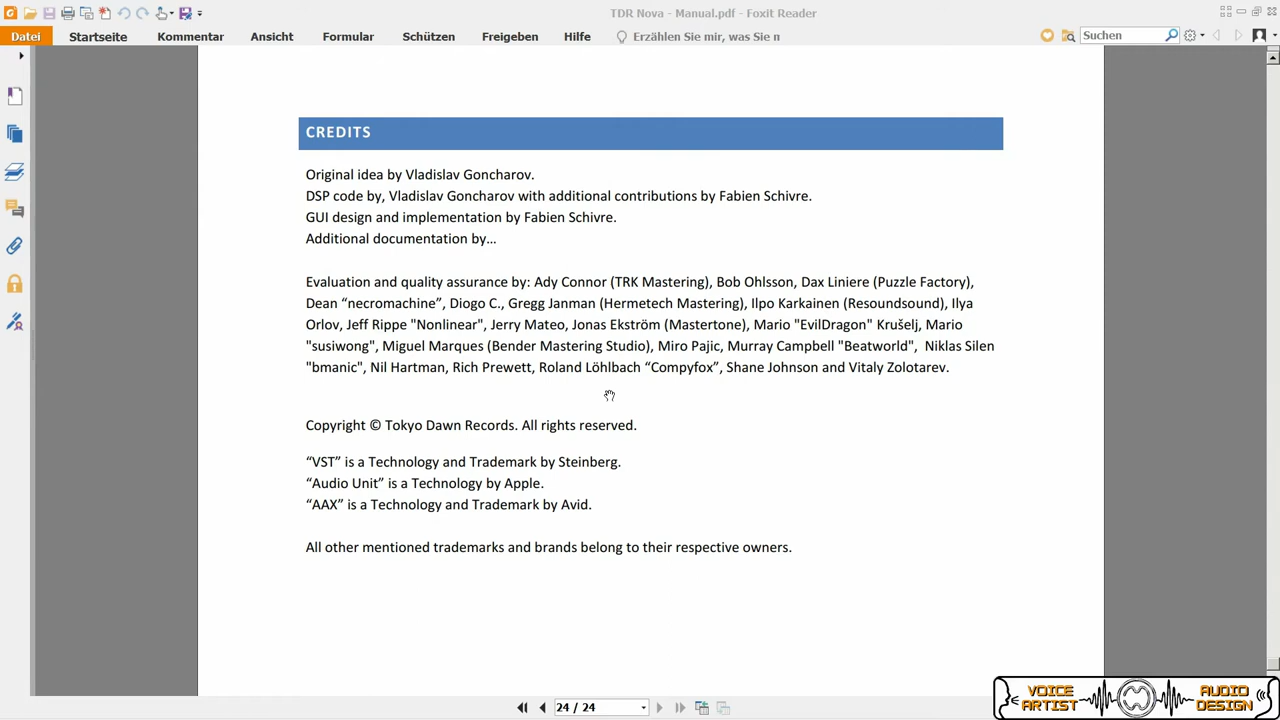 TDR Nova - Manual.pdf - Foxit Reader
Datei Startseite Kommentar Ansicht Formular Schützen Freigeben Hilfe Erzählen Sie mir, was Sie n Suchen
CREDITS
Original idea by Vladislav Goncharov.
DSP code by, Vladislav Goncharov with additional contributions by Fabien Schivre.
GUI design and implementation by Fabien Schivre.
Additional documentation by…
Evaluation and quality assurance by: Ady Connor (TRK Mastering), Bob Ohlsson, Dax Liniere (Puzzle Factory),
Dean “necromachine”, Diogo C., Gregg Janman (Hermetech Mastering), Ilpo Karkainen (Resoundsound), Ilya
Orlov, Jeff Rippe "Nonlinear", Jerry Mateo, Jonas Ekström (Mastertone), Mario "EvilDragon" Krušelj, Mario
"susiwong", Miguel Marques (Bender Mastering Studio), Miro Pajic, Murray Campbell "Beatworld",  Niklas Silen
"bmanic", Nil Hartman, Rich Prewett, Roland Löhlbach “Compyfox”, Shane Johnson and Vitaly Zolotarev.
Copyright © Tokyo Dawn Records. All rights reserved.
“VST” is a Technology and Trademark by Steinberg.
“Audio Unit” is a Technology by Apple.
“AAX” is a Technology and Trademark by Avid.
All other mentioned trademarks and brands belong to their respective owners.
24 / 24
VOICE ARTIST AUDIO DESIGN